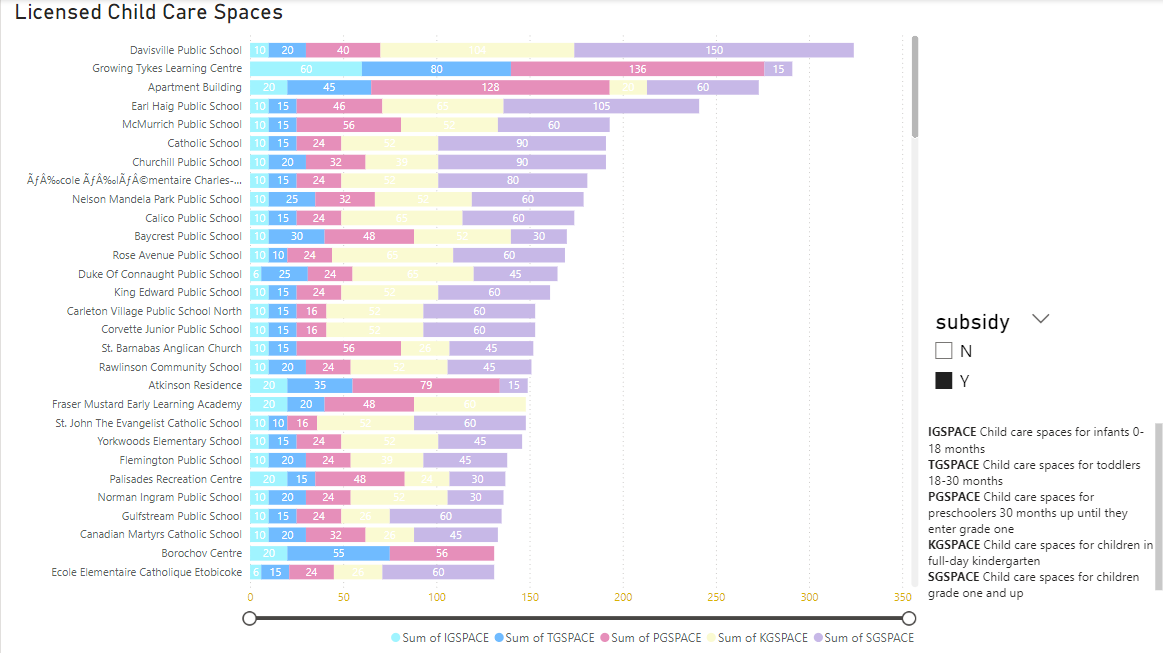 Licensed Child Care Spaces
Davisville Public School 10 20 40 104 150
Growing Tykes Learning Centre 60 80 136 15
Apartment Building 20 45 128 20 60
Earl Haig Public School 10 15 46 65 105
McMurrich Public School 10 15 56 52 60
Catholic School 10 15 24 52 90
Churchill Public School 10 20 32 39 90
Ãƒâ€°cole Ãƒâ€°lÃƒÂ©mentaire Charles-... 10 15 24 52 80
Nelson Mandela Park Public School 10 25 32 52 60
Calico Public School 10 15 24 65 60
Baycrest Public School 10 30 48 52 30
Rose Avenue Public School 10 10 24 65 60
Duke Of Connaught Public School 6 25 24 65 45
King Edward Public School 10 15 24 52 60
Carleton Village Public School North 10 15 16 52 60
Corvette Junior Public School 10 15 16 52 60
St. Barnabas Anglican Church 10 15 56 26 45
Rawlinson Community School 10 20 24 52 45
Atkinson Residence 20 35 79 15
Fraser Mustard Early Learning Academy 20 20 48 60
St. John The Evangelist Catholic School 10 10 16 52 60
Yorkwoods Elementary School 10 15 24 52 45
Flemington Public School 10 20 24 39 45
Palisades Recreation Centre 20 15 48 24 30
Norman Ingram Public School 10 20 24 52 30
Gulfstream Public School 10 15 24 26 60
Canadian Martyrs Catholic School 10 20 32 26 45
Borochov Centre 20 55 56
Ecole Elementaire Catholique Etobicoke 6 15 24 26 60
0 50 100 150 200 250 300 350
Sum of IGSPACE Sum of TGSPACE Sum of PGSPACE Sum of KGSPACE Sum of SGSPACE
subsidy
N
Y
IGSPACE Child care spaces for infants 0-
18 months
TGSPACE Child care spaces for toddlers
18-30 months
PGSPACE Child care spaces for
preschoolers 30 months up until they
enter grade one
KGSPACE Child care spaces for children in
full-day kindergarten
SGSPACE Child care spaces for children
grade one and up